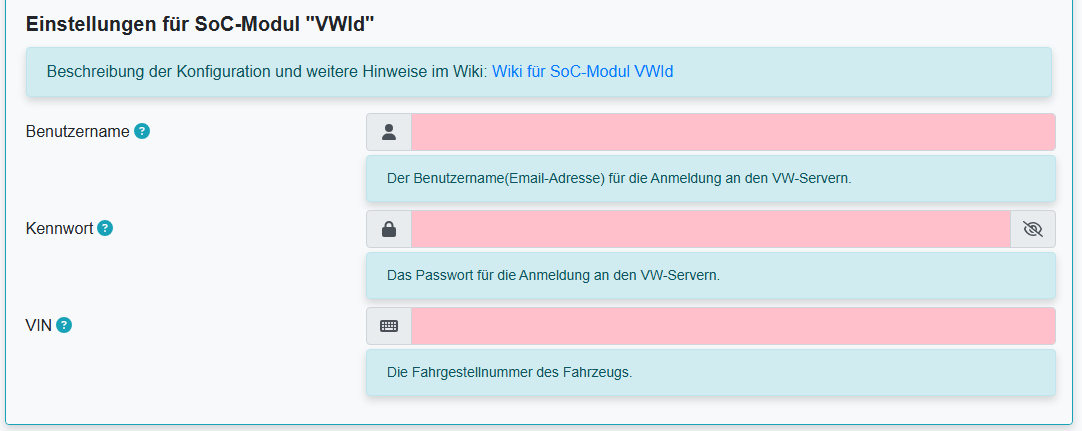 Einstellungen für SoC-Modul "VWId"
Beschreibung der Konfiguration und weitere Hinweise im Wiki: Wiki für SoC-Modul VWId
Benutzername ?
Der Benutzername(Email-Adresse) für die Anmeldung an den VW-Servern.
Kennwort ?
Das Passwort für die Anmeldung an den VW-Servern.
VIN ?
Die Fahrgestellnummer des Fahrzeugs.